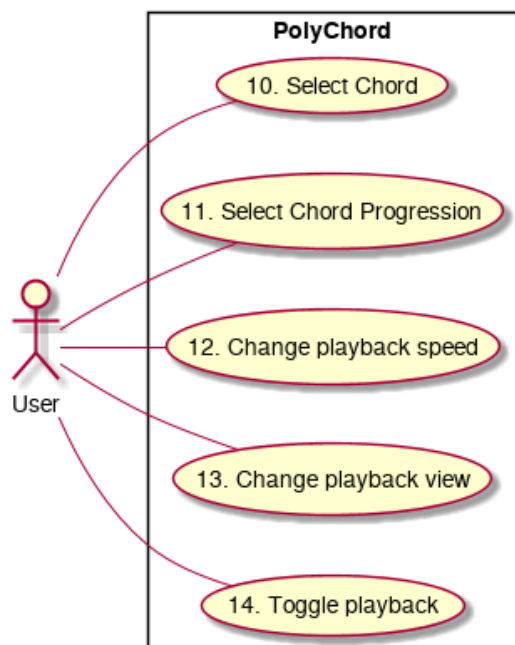 PolyChord
10. Select Chord
11. Select Chord Progression
12. Change playback speed
User
13. Change playback view
14. Toggle playback